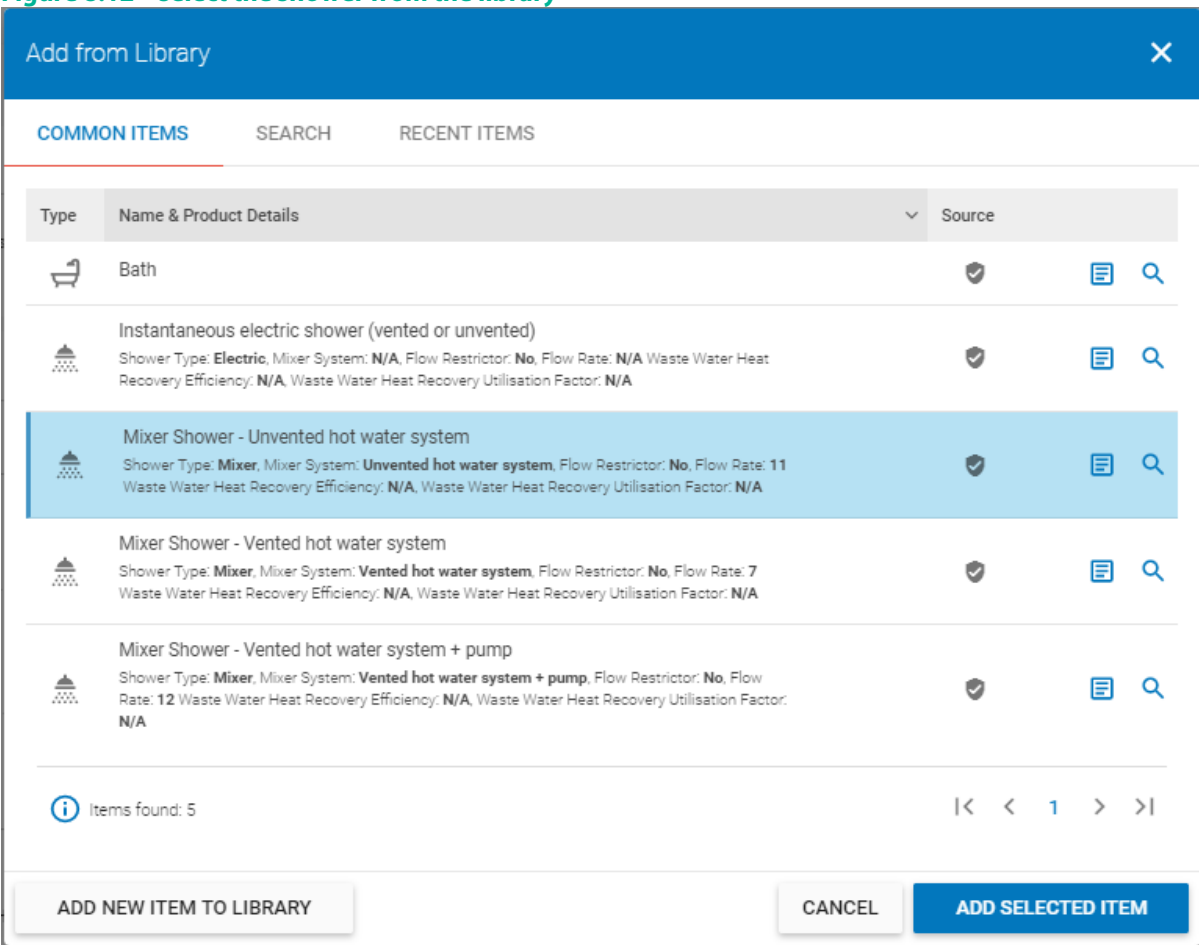 Add from Library
COMMON ITEMS SEARCH RECENT ITEMS
Type Name & Product Details Source
Bath
Instantaneous electric shower (vented or unvented)
Shower Type: Electric, Mixer System: N/A, Flow Restrictor: No, Flow Rate: N/A Waste Water Heat
Recovery Efficiency: N/A, Waste Water Heat Recovery Utilisation Factor: N/A
Mixer Shower - Unvented hot water system
Shower Type: Mixer, Mixer System: Unvented hot water system, Flow Restrictor: No, Flow Rate: 11
Waste Water Heat Recovery Efficiency: N/A, Waste Water Heat Recovery Utilisation Factor: N/A
Mixer Shower - Vented hot water system
Shower Type: Mixer, Mixer System: Vented hot water system, Flow Restrictor: No, Flow Rate: 7
Waste Water Heat Recovery Efficiency: N/A, Waste Water Heat Recovery Utilisation Factor: N/A
Mixer Shower - Vented hot water system + pump
Shower Type: Mixer, Mixer System: Vented hot water system + pump, Flow Restrictor: No, Flow
Rate: 12 Waste Water Heat Recovery Efficiency: N/A, Waste Water Heat Recovery Utilisation Factor:
N/A
Items found: 5 1
ADD NEW ITEM TO LIBRARY CANCEL ADD SELECTED ITEM